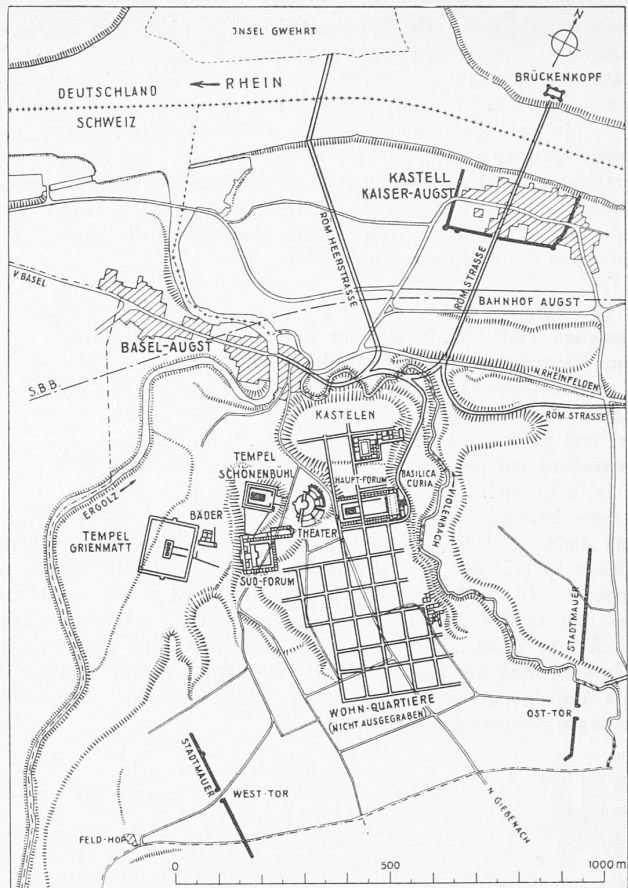 JNSEL GWEHRT
N
BRÜCKENKOPF
DEUTSCHLAND
RHEIN
SCHWEIZ
KASTELL
KAISER-AUGST
RÖM HEERSTRASSE
RÖM. STRASSE
V. BASEL
BAHNHOF AUGST
BASEL-AUGST
N. RHEINFELDEN
S.B.B.
RÖM. STRASSE
KASTELEN
TEMPEL
SCHÖNENBÜHL
HAUPT-FORUM
BASILICA
CURIA
ERGOLZ
VIOLENBACH
BÄDER
TEMPEL
GRIENMATT
THEATER
SÜD-FORUM
STADTMAUER
WOHN-QUARTIERE
(NICHT AUSGEGRABEN)
OST-TOR
STADTMAUER
WEST-TOR
N. GIEBENACH
FELD-HOF
0 500 1000 m